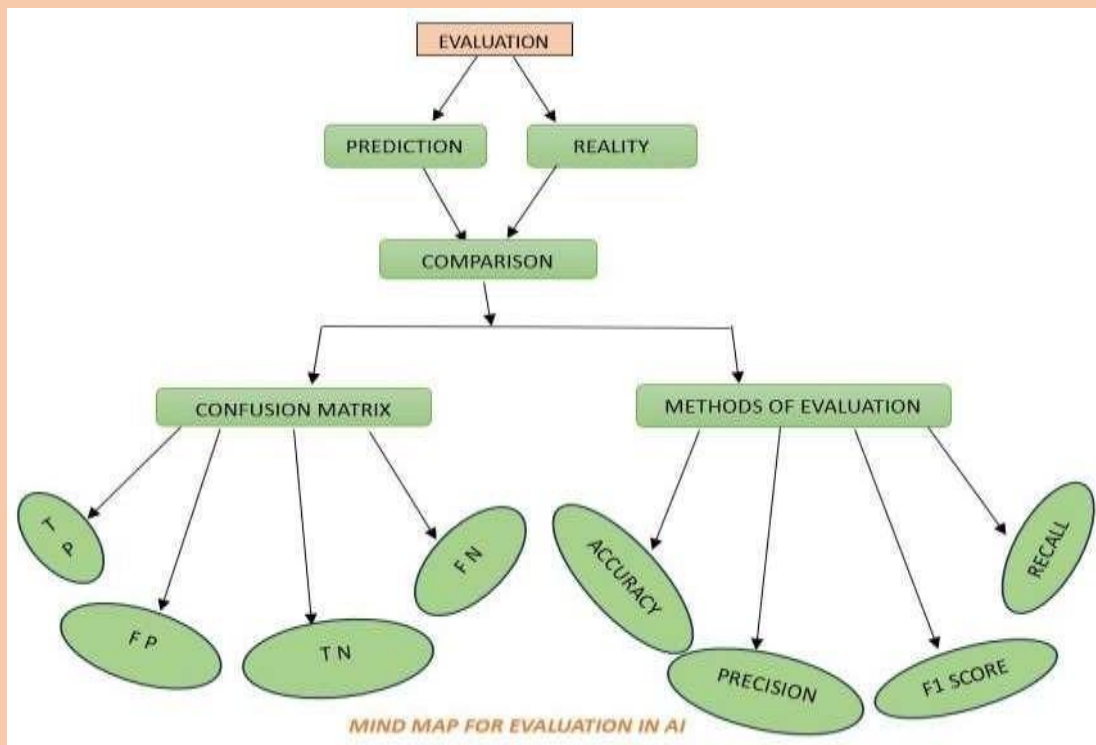 EVALUATION
PREDICTION
REALITY
COMPARISON
CONFUSION MATRIX
METHODS OF EVALUATION
T P
F P
T N
F N
ACCURACY
PRECISION
F1 SCORE
RECALL
MIND MAP FOR EVALUATION IN AI